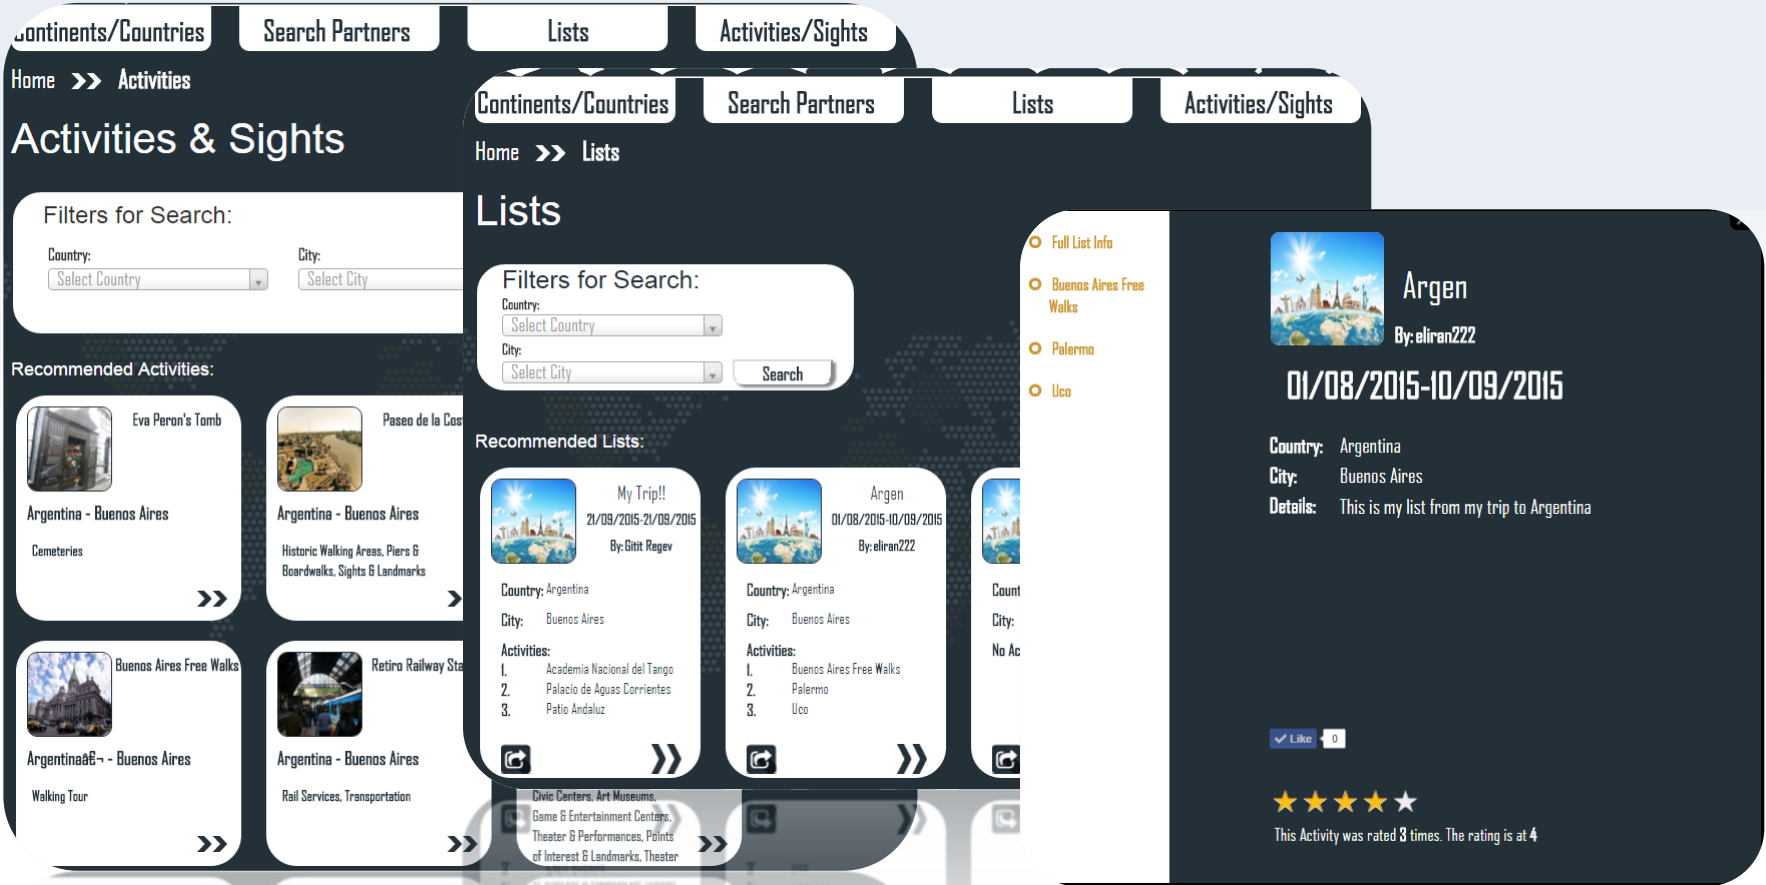 Continents/Countries
Search Partners
Lists
Activities/Sights
Home
Activities
Activities & Sights
Filters for Search:
Country:
City:
Select Country
Select City
Recommended Activities:
Eva Peron's Tomb
Argentina - Buenos Aires
Cemeteries
Paseo de la
Argentina - Buenos Aires
Historic Walking Areas, Piers &
Boardwalks, Sights & Landmarks
Buenos Aires Free Walks
Argentinaâ€¬ - Buenos Aires
Walking Tour
Retiro Railway
Argentina - Buenos Aires
Rail Services, Transportation
Civic Centers, Art Museums,
Game & Entertainment Centers,
Theater & Performances, Points
of Interest & Landmarks, Theater
Continents/Countries
Search Partners
Lists
Activities/Sights
Home
Lists
Lists
Filters for Search:
Country:
Select Country
City:
Select City
Search
Recommended Lists:
My Trip!!
21/09/2015-21/09/2015
By: Gitit Regev
Country: Argentina
City: Buenos Aires
Activities:
1. Academia Nacional del Tango
2. Palacio de Aguas Corrientes
3. Patio Andaluz
Argen
01/08/2015-10/09/2015
By: eliran222
Country: Argentina
City: Buenos Aires
Activities:
1. Buenos Aires Free Walks
2. Palermo
3. Uco
City:
No
Full List Info
Buenos Aires Free
Walks
Palermo
Uco
Argen
By: eliran222
01/08/2015-10/09/2015
Country: Argentina
City: Buenos Aires
Details: This is my list from my trip to Argentina
Like 0
This Activity was rated 3 times. The rating is at 4